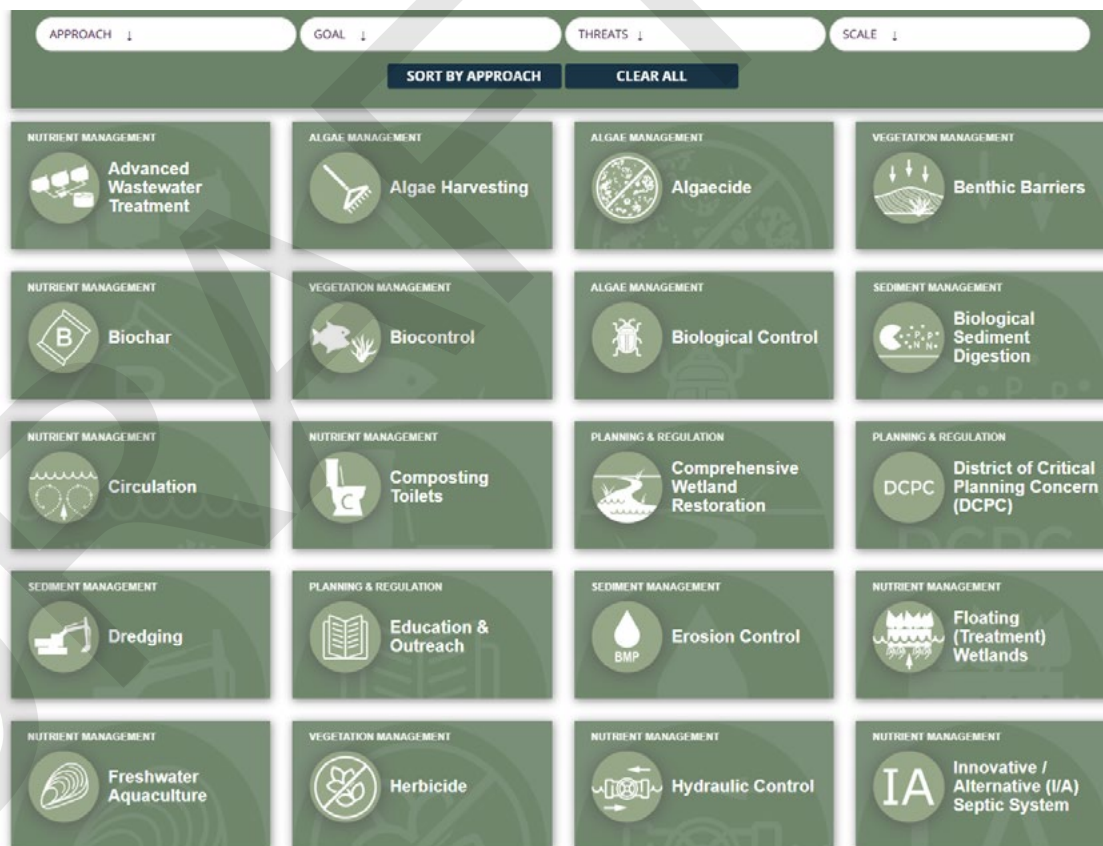 APPROACH ↓
GOAL ↓
THREATS ↓
SCALE ↓
SORT BY APPROACH
CLEAR ALL
NUTRIENT MANAGEMENT
Advanced
Wastewater
Treatment
ALGAE MANAGEMENT
Algae Harvesting
ALGAE MANAGEMENT
Algaecide
VEGETATION MANAGEMENT
Benthic Barriers
NUTRIENT MANAGEMENT
B
Biochar
VEGETATION MANAGEMENT
Biocontrol
ALGAE MANAGEMENT
Biological Control
SEDIMENT MANAGEMENT
P P
N N
Biological
Sediment
Digestion
NUTRIENT MANAGEMENT
Circulation
NUTRIENT MANAGEMENT
C
Composting
Toilets
PLANNING & REGULATION
Comprehensive
Wetland
Restoration
PLANNING & REGULATION
DCPC
District of Critical
Planning Concern
(DCPC)
SEDIMENT MANAGEMENT
Dredging
PLANNING & REGULATION
Education &
Outreach
SEDIMENT MANAGEMENT
BMP
Erosion Control
NUTRIENT MANAGEMENT
Floating
(Treatment)
Wetlands
NUTRIENT MANAGEMENT
Freshwater
Aquaculture
VEGETATION MANAGEMENT
Herbicide
NUTRIENT MANAGEMENT
Hydraulic Control
NUTRIENT MANAGEMENT
IA
Innovative /
Alternative (I/A)
Septic System
DRAFT